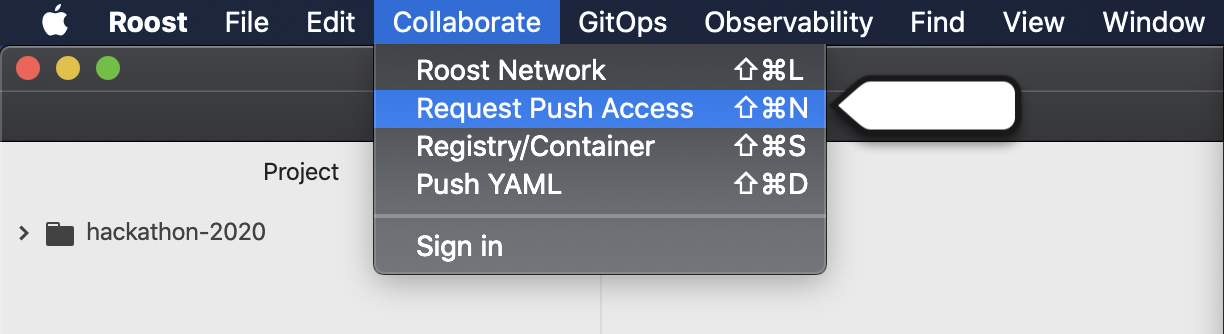 Roost File Edit Collaborate GitOps Observability Find View Window
Roost Network ⇧⌘L
Request Push Access ⇧⌘N
Registry/Container ⇧⌘S
Push YAML ⇧⌘D
Project
hackathon-2020
Sign in